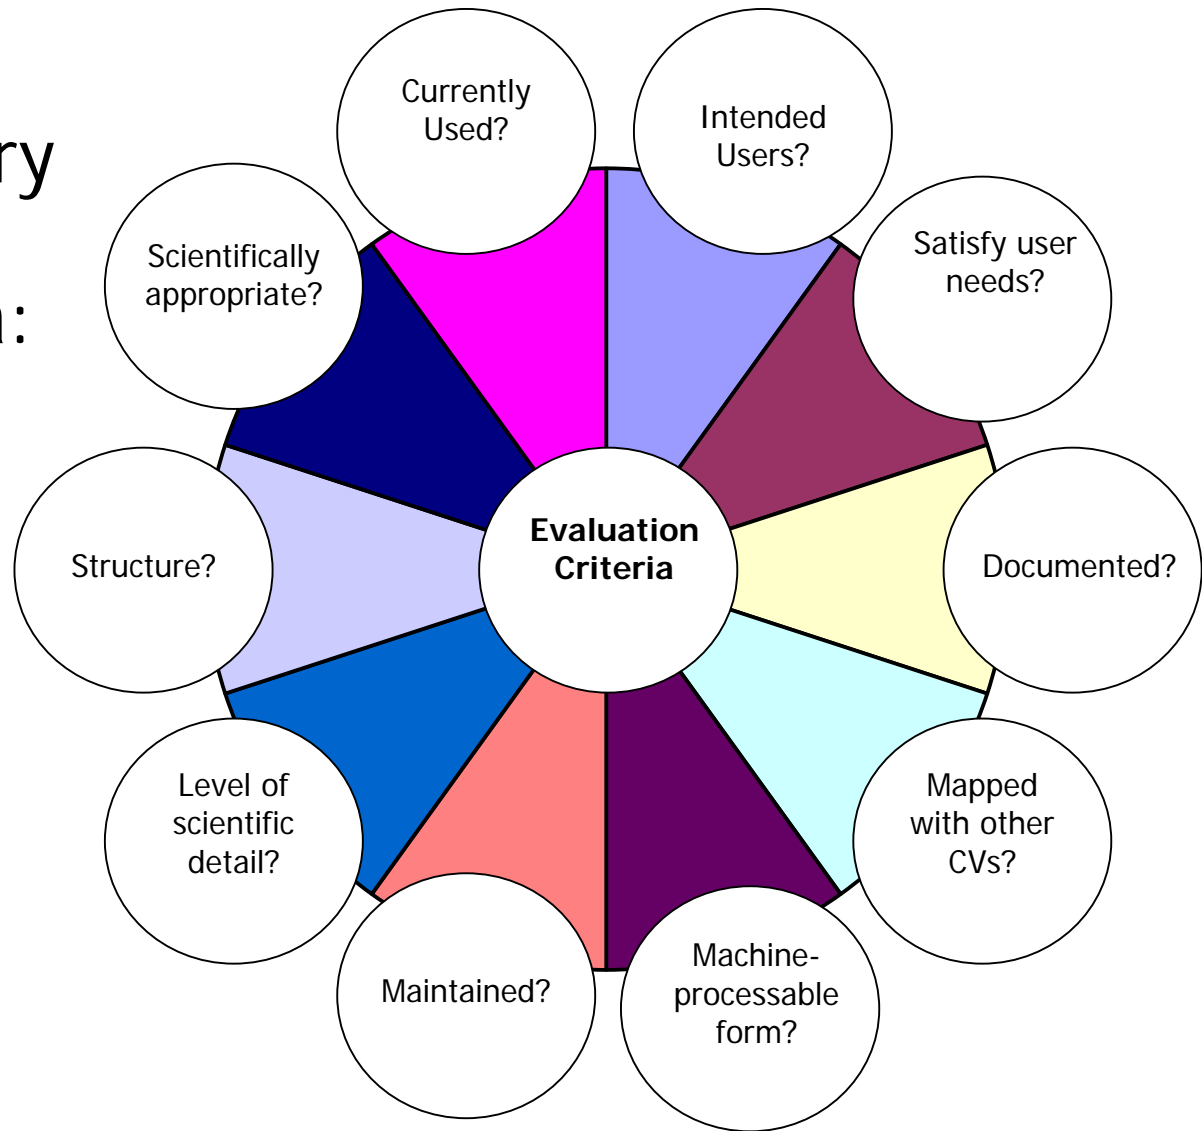 ry
a:
Currently
Used?
Intended
Users?
Satisfy user
needs?
Documented?
Mapped
with other
CVs?
Machine-
processable
form?
Maintained?
Level of
scientific
detail?
Structure?
Scientifically
appropriate?
Evaluation
Criteria